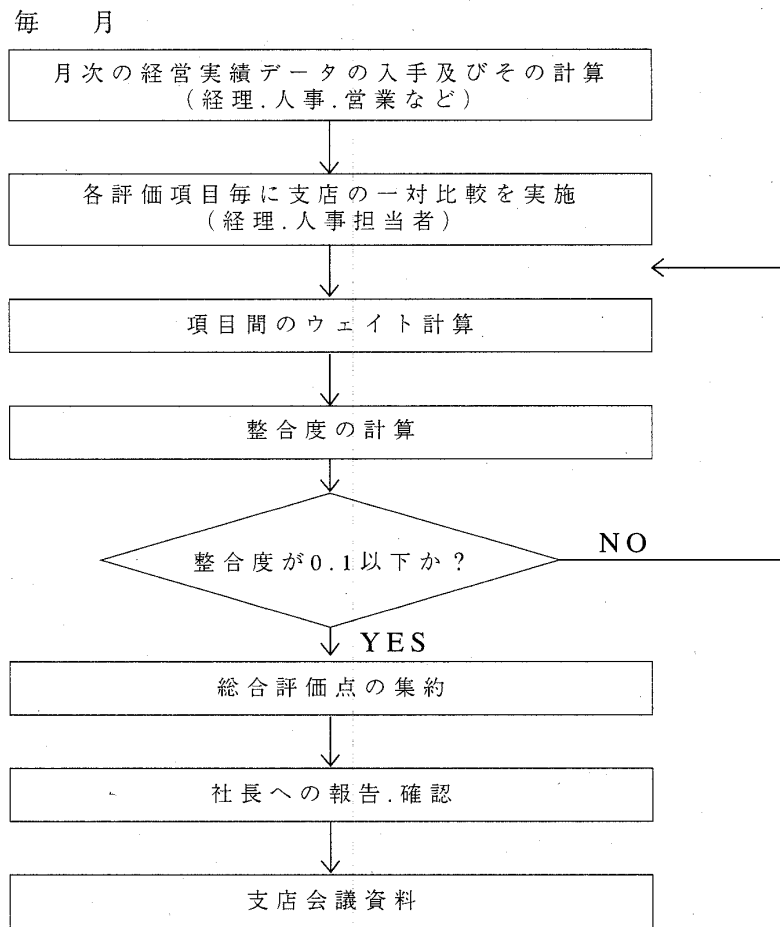 毎 月
月次の経営実績データの入手及びその計算
(経理.人事.営業など)
各評価項目毎に支店の一対比較を実施
(経理.人事担当者)
項目間のウェイト計算
整合度の計算
整合度が0.1以下か?
NO
YES
総合評価点の集約
社長への報告.確認
支店会議資料